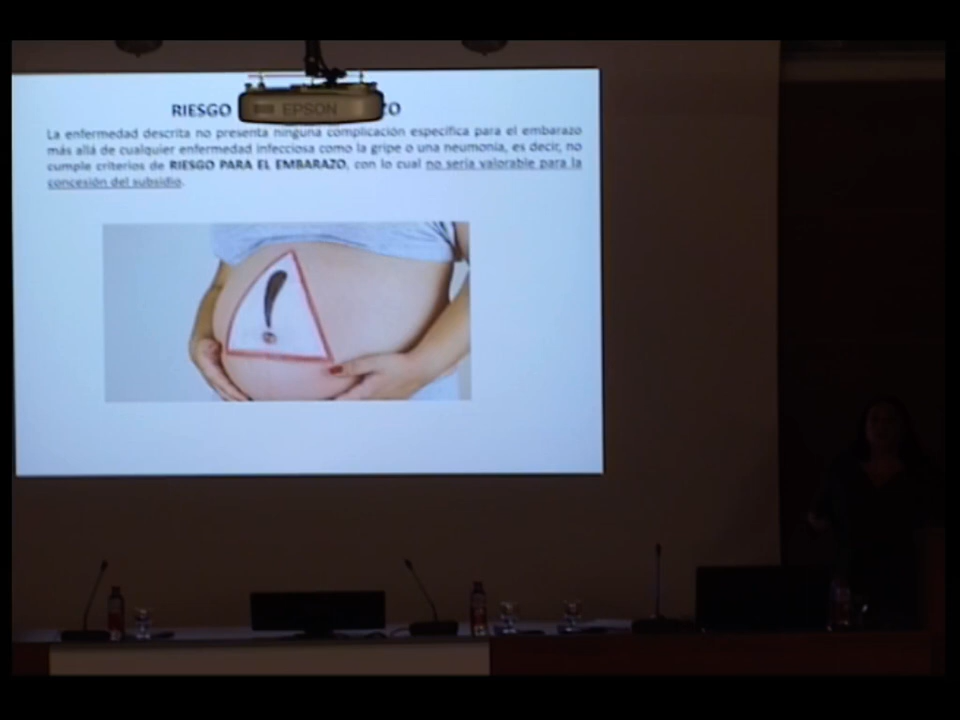 RIESGO EPSON ZO
La enfermedad descrita no presenta ninguna complicación específica para el embarazo
más allá de cualquier enfermedad infecciosa como la gripe o una neumonía, es decir, no
cumple criterios de RIESGO PARA EL EMBARAZO, con lo cual no sería valorable para la
concesión del subsidio.